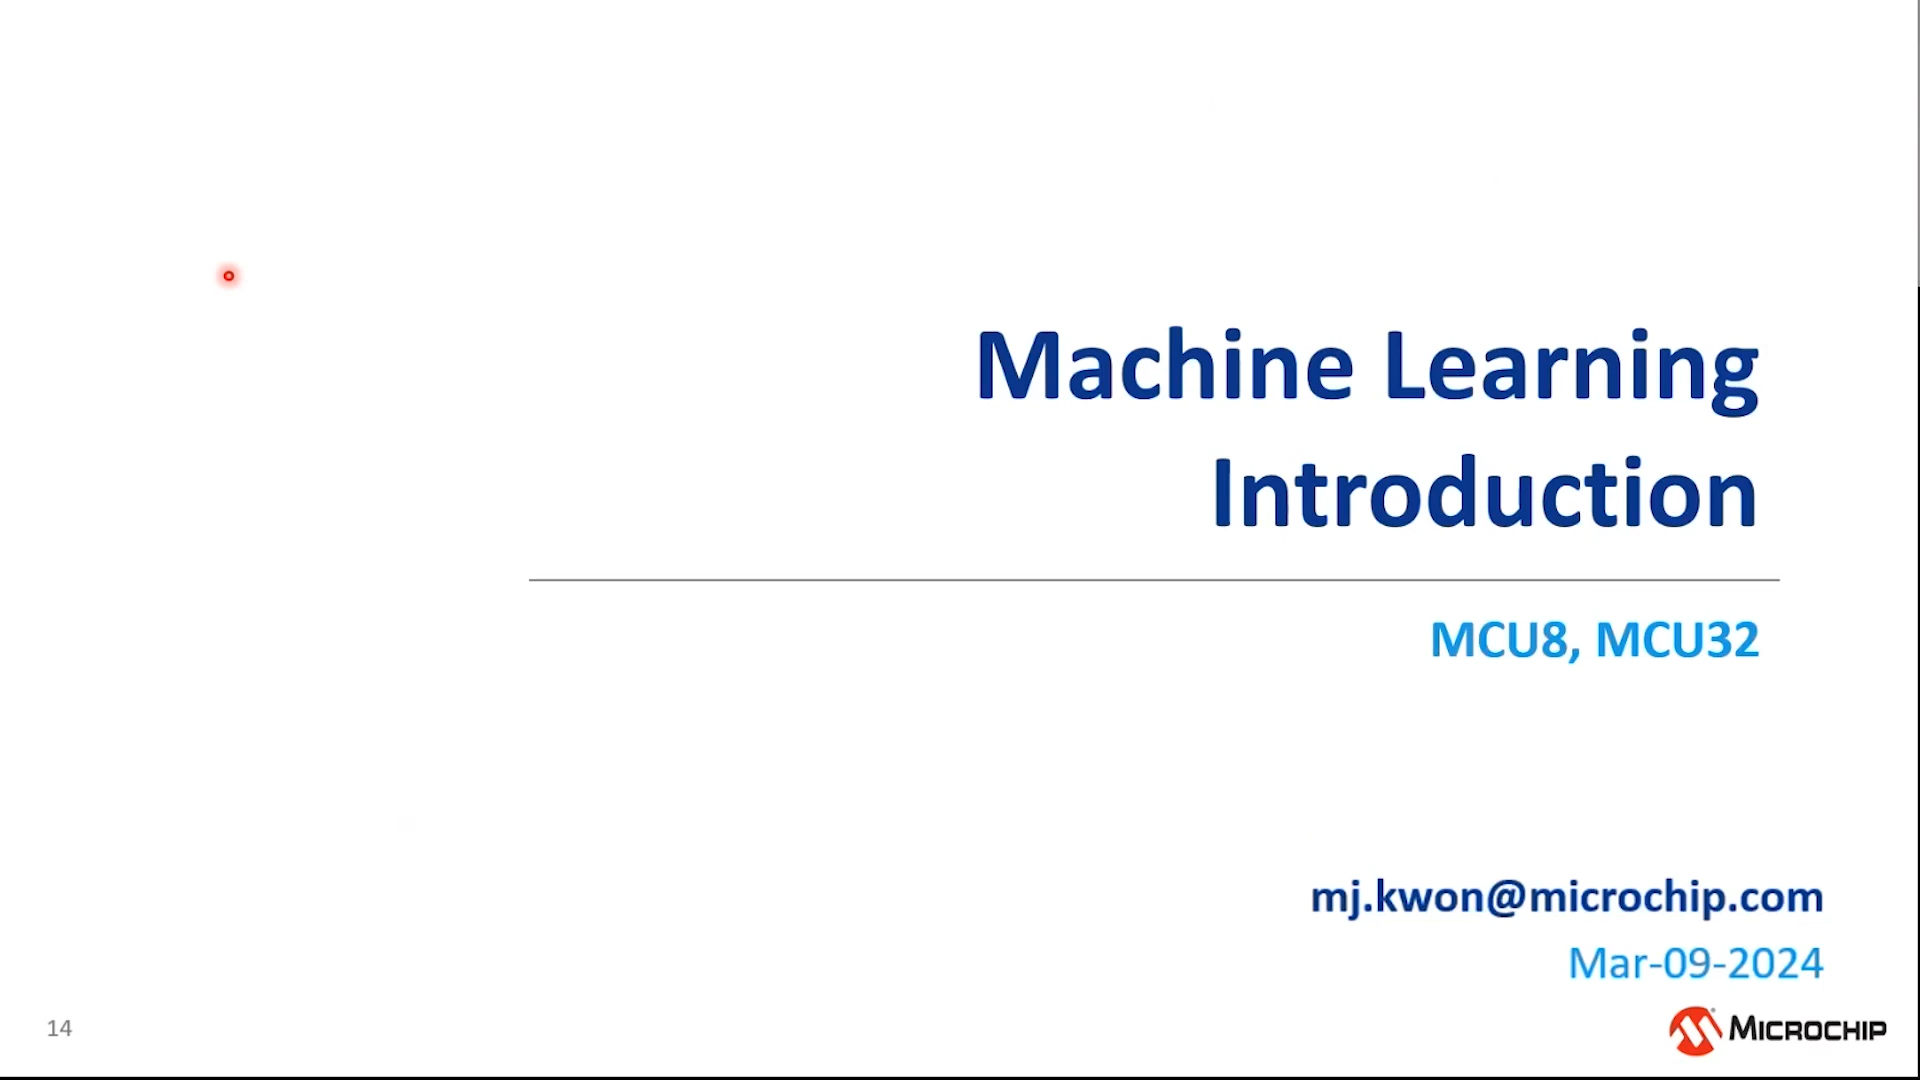 Machine Learning
Introduction
MCU8, MCU32
mj.kwon@microchip.com
Mar-09-2024
14
MICROCHIP